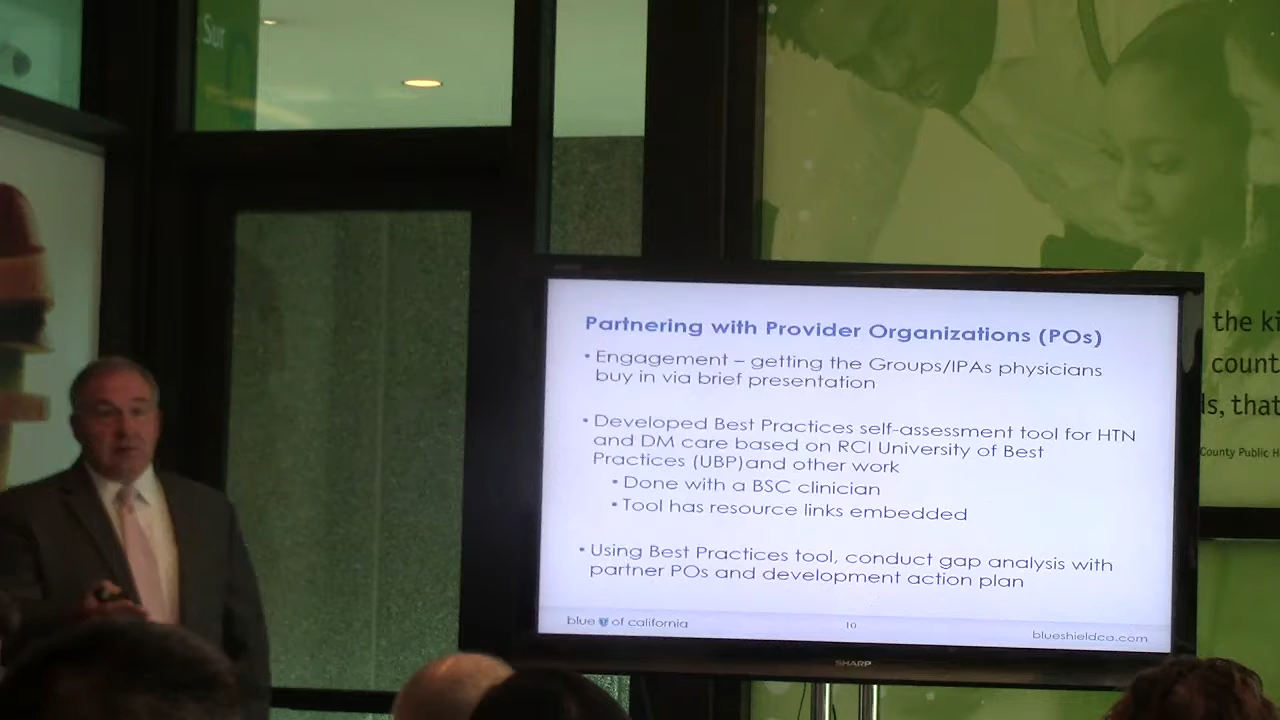 Sur
Partnering with Provider Organizations (POs)
• Engagement – getting the Groups/IPAs physicians
buy in via brief presentation
• Developed Best Practices self-assessment tool for HTN
and DM care based on RCI University of Best
Practices (UBP)and other work
• Done with a BSC clinician
• Tool has resource links embedded
• Using Best Practices tool, conduct gap analysis with
partner POs and development action plan
blue of california
10
blueshieldca.com
SHARP
the ki
count
ls, that
County Public H